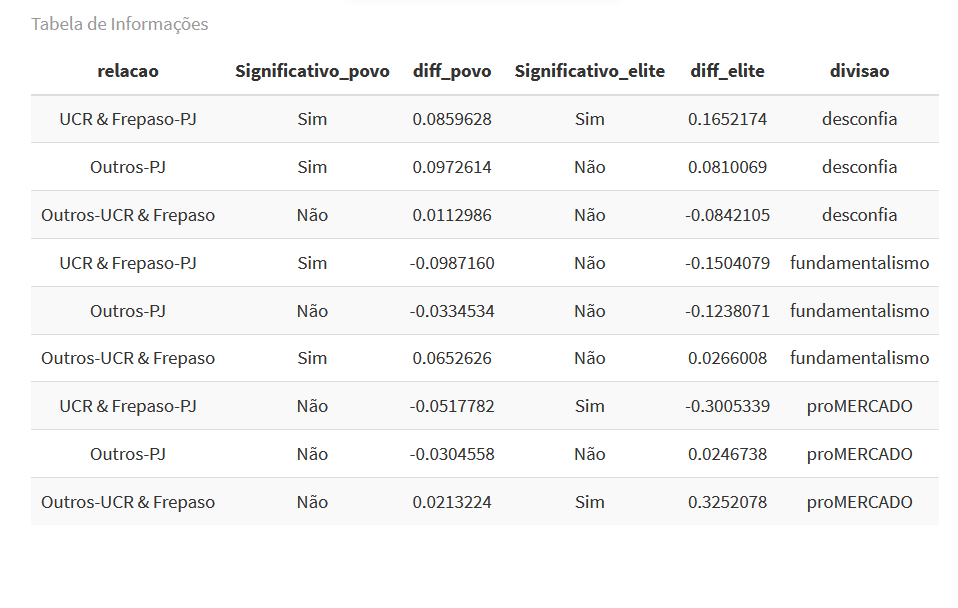 Tabela de Informações
relacao Significativo_povo diff_povo Significativo_elite diff_elite divisao
UCR & Frepaso-PJ Sim 0.0859628 Sim 0.1652174 desconfia
Outros-PJ Sim 0.0972614 Não 0.0810069 desconfia
Outros-UCR & Frepaso Não 0.0112986 Não -0.0842105 desconfia
UCR & Frepaso-PJ Sim -0.0987160 Não -0.1504079 fundamentalismo
Outros-PJ Não -0.0334534 Não -0.1238071 fundamentalismo
Outros-UCR & Frepaso Sim 0.0652626 Não 0.0266008 fundamentalismo
UCR & Frepaso-PJ Não -0.0517782 Sim -0.3005339 proMERCADO
Outros-PJ Não -0.0304558 Não 0.0246738 proMERCADO
Outros-UCR & Frepaso Não 0.0213224 Sim 0.3252078 proMERCADO